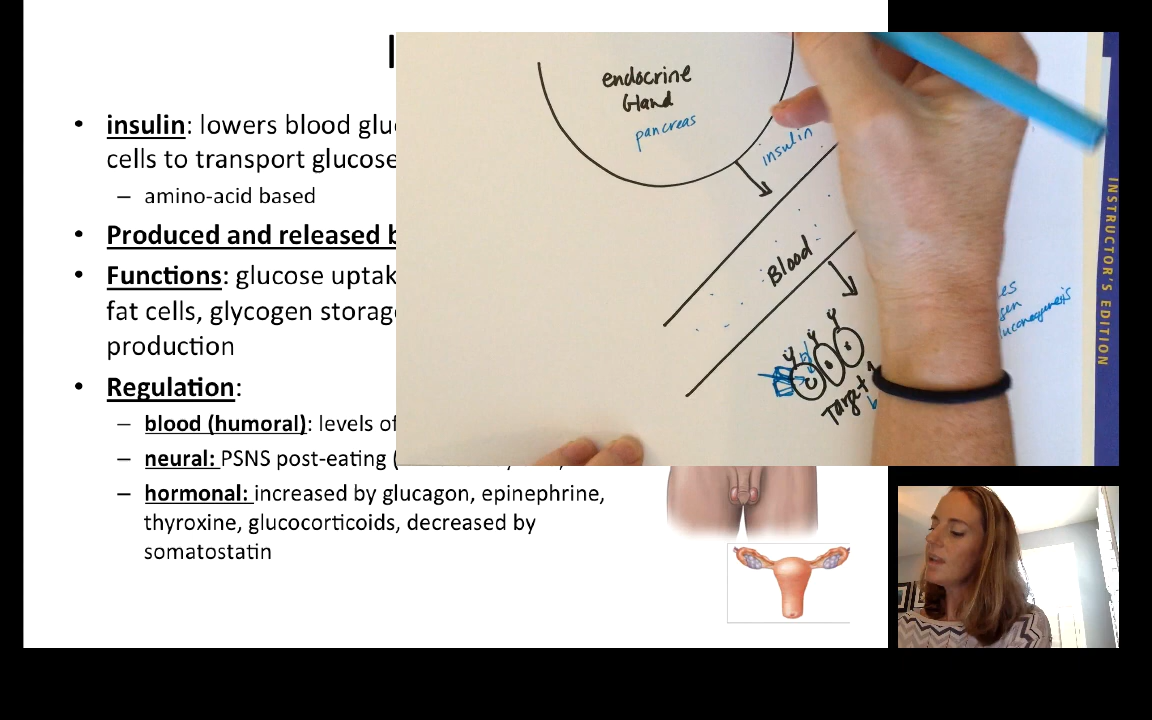 insulin: lowers blood glu
cells to transport glucose
– amino-acid based
Produced and released b
Functions: glucose uptak
fat cells, glycogen storag
production
Regulation:
– blood (humoral): levels of
– neural: PSNS post-eating (
– hormonal: increased by glucagon, epinephrine,
thyroxine, glucocorticoids, decreased by
somatostatin
endocrine
Gland
pancreas
insulin
Blood
Target
INSTRUCTOR'S EDITION